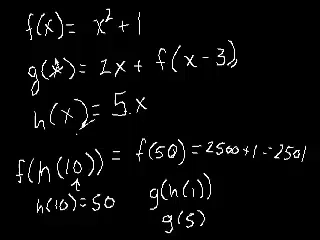 f(x) = x² + 1
g(x) = 2x + f(x-3)
h(x) = 5x
f(h(10)) = f(50) = 2500+1 = 2501
h(10) = 50
g(h(1))
g(5)